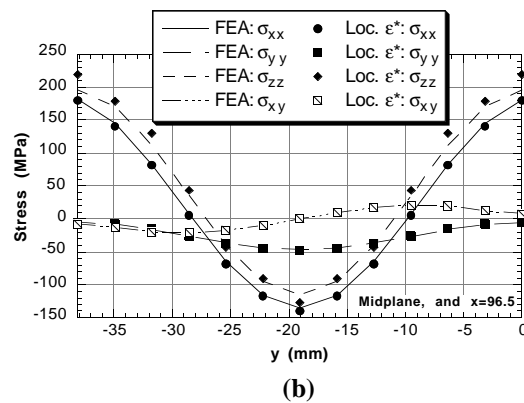 FEA: σxx Loc. ε*: σxx
FEA: σyy Loc. ε*: σyy
FEA: σzz Loc. ε*: σzz
FEA: σxy Loc. ε*: σxy
250
200
150
100
50
0
-50
-100
-150
Stress (MPa)
Midplane, and x=96.5
-35 -30 -25 -20 -15 -10 -5 0
y (mm)
(b)